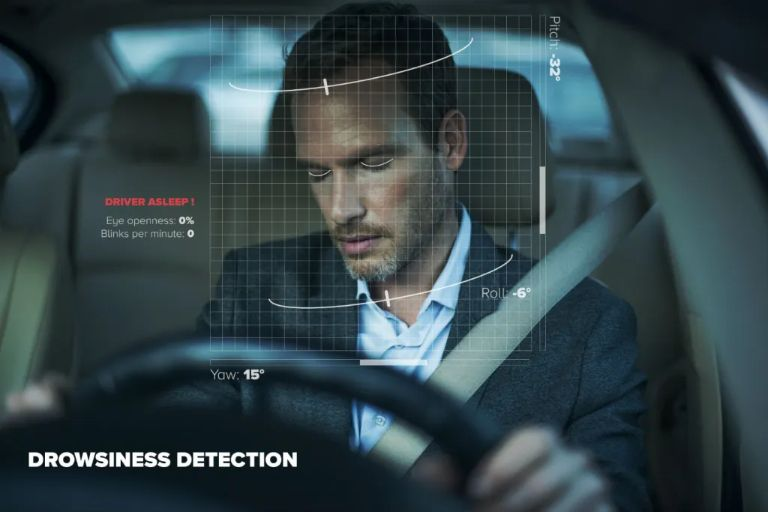 Pitch: -32°
DRIVER ASLEEP !
Eye openness: 0%
Blinks per minute: 0
Roll: -6°
Yaw: 15°
DROWSINESS DETECTION